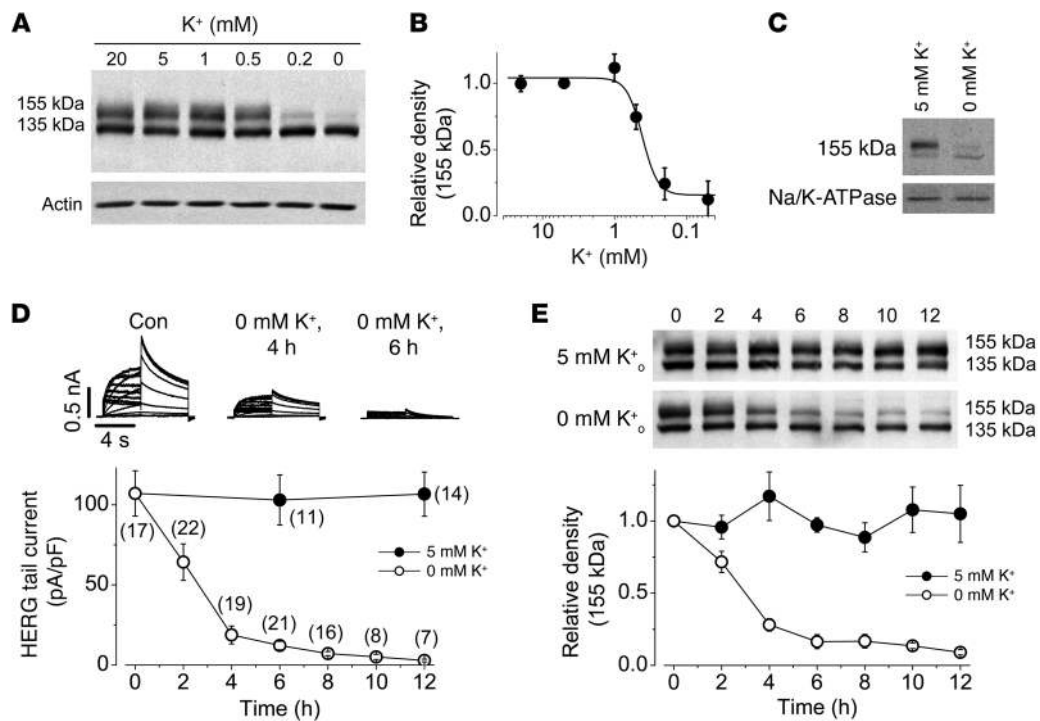 A
K⁺ (mM)
20 5 1 0.5 0.2 0
155 kDa
135 kDa
Actin
B
Relative density
(155 kDa)
1.0
0.5
0.0
10 1 0.1
K⁺ (mM)
C
5 mM K⁺
0 mM K⁺
155 kDa
Na/K-ATPase
D
Con
0 mM K⁺,
4 h
0 mM K⁺,
6 h
0.5 nA
4 s
HERG tail current
(pA/pF)
100
50
0
(17)
(22)
(19)
(21)
(16)
(8)
(7)
(11)
(14)
5 mM K⁺
0 mM K⁺
0 2 4 6 8 10 12
Time (h)
E
0 2 4 6 8 10 12
5 mM K⁺ₒ
155 kDa
135 kDa
0 mM K⁺ₒ
155 kDa
135 kDa
Relative density
(155 kDa)
1.0
0.5
0.0
5 mM K⁺
0 mM K⁺
0 2 4 6 8 10 12
Time (h)